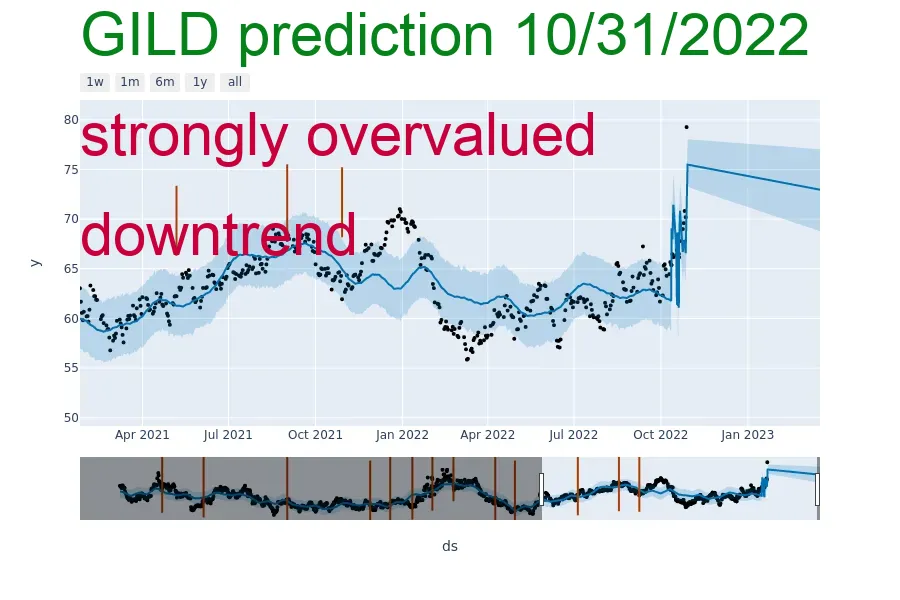 GILD prediction 10/31/2022
1w 1m 6m 1y all
strongly overvalued
downtrend
80
75
70
65
60
55
50
y
Apr 2021 Jul 2021 Oct 2021 Jan 2022 Apr 2022 Jul 2022 Oct 2022 Jan 2023
ds